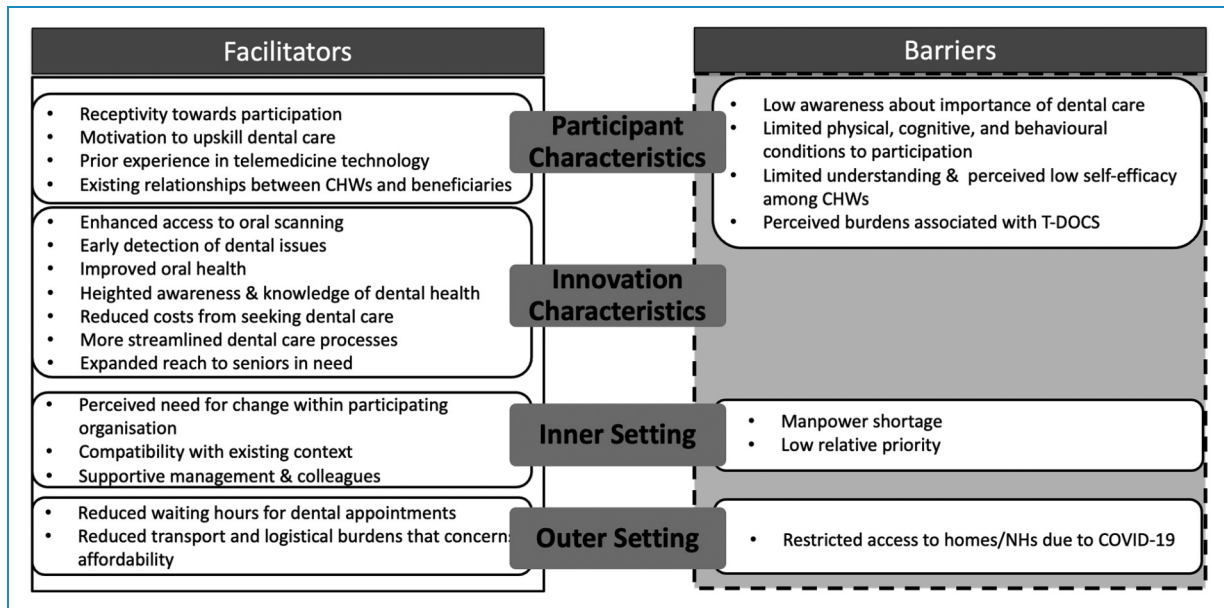 Facilitators
• Receptivity towards participation
• Motivation to upskill dental care
• Prior experience in telemedicine technology
• Existing relationships between CHWs and beneficiaries
• Enhanced access to oral scanning
• Early detection of dental issues
• Improved oral health
• Heighted awareness & knowledge of dental health
• Reduced costs from seeking dental care
• More streamlined dental care processes
• Expanded reach to seniors in need
• Perceived need for change within participating
organisation
• Compatibility with existing context
• Supportive management & colleagues
• Reduced waiting hours for dental appointments
• Reduced transport and logistical burdens that concerns
affordability
Participant
Characteristics
Innovation
Characteristics
Inner Setting
Outer Setting
Barriers
• Low awareness about importance of dental care
• Limited physical, cognitive, and behavioural
conditions to participation
• Limited understanding & perceived low self-efficacy
among CHWs
• Perceived burdens associated with T-DOCS
• Manpower shortage
• Low relative priority
• Restricted access to homes/NHs due to COVID-19